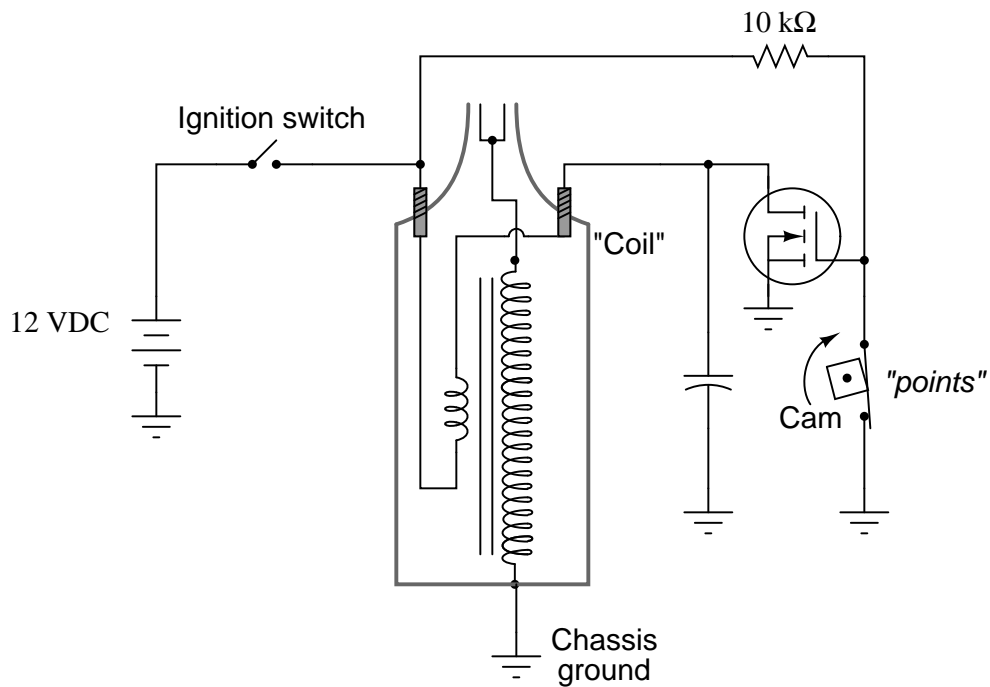 10 kΩ
Ignition switch
"Coil"
12 VDC
"points"
Cam
Chassis
ground